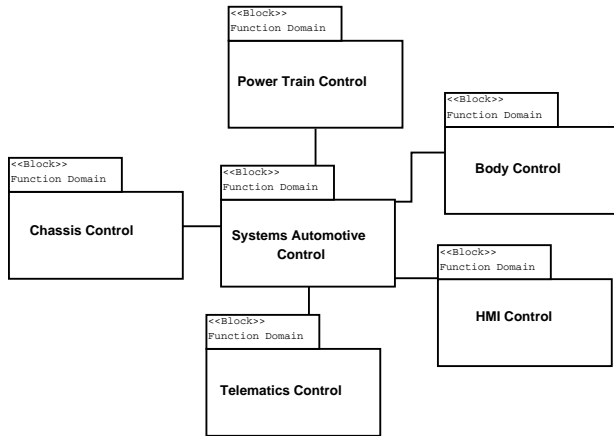 <<Block>>
Function Domain
Power Train Control
<<Block>>
Function Domain
Body Control
<<Block>>
Function Domain
Chassis Control
<<Block>>
Function Domain
Systems Automotive
Control
<<Block>>
Function Domain
HMI Control
<<Block>>
Function Domain
Telematics Control